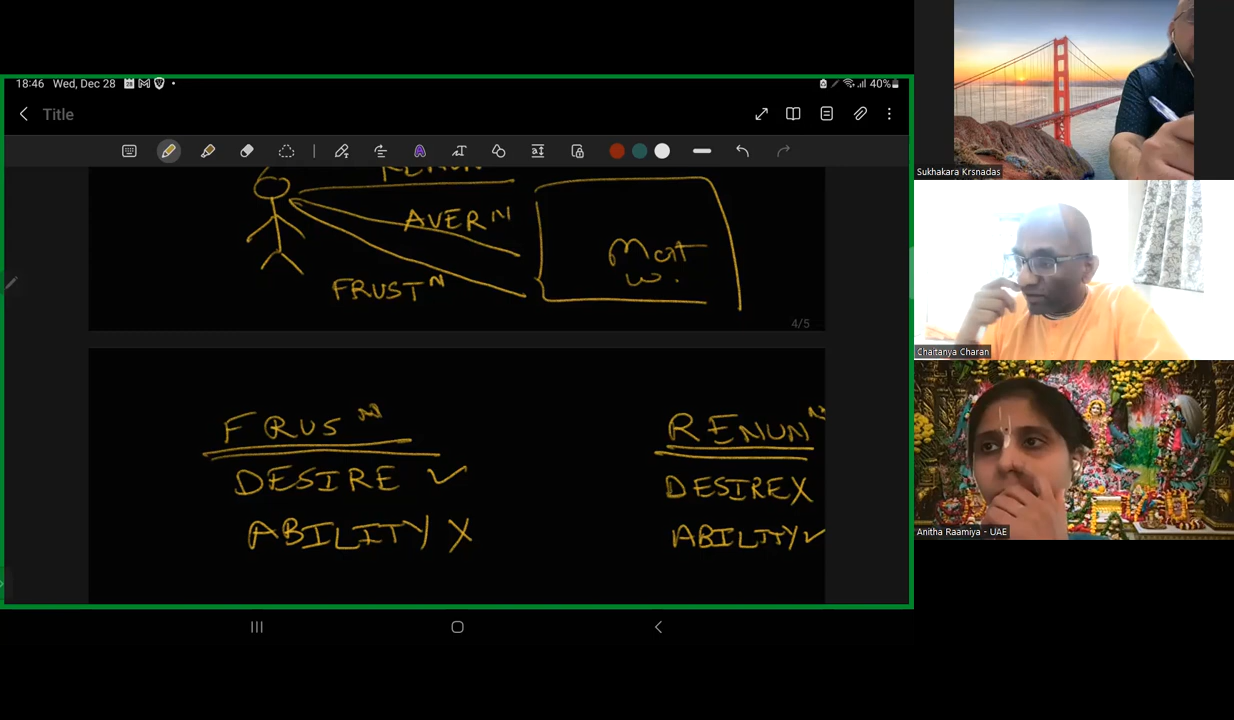 18:46 Wed, Dec 28
40%
Title
AVERᴺ
FRUSTᴺ
Mat
w.
4/5
FRUSᴺ
DESIRE ✓
ABILITY X
RENUNᴺ
DESIRE X
ABILITY ✓
Sukhakara Krsnadas
Chaitanya Charan
Anitha Raamiya - UAE